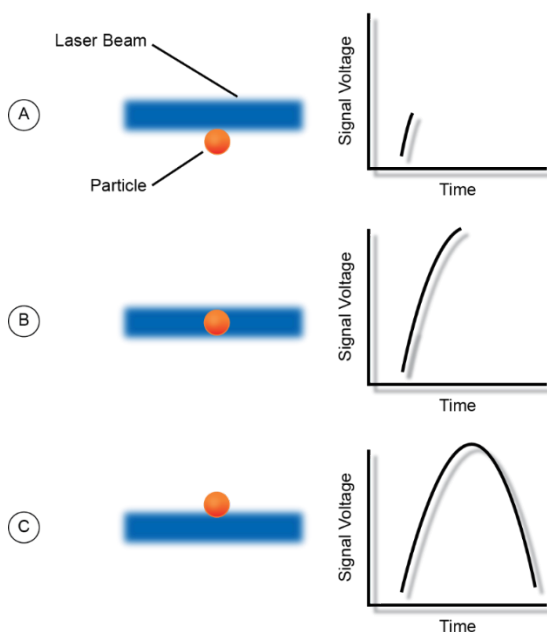 Laser Beam
A
Particle
Signal Voltage
Time
B
Signal Voltage
Time
C
Signal Voltage
Time